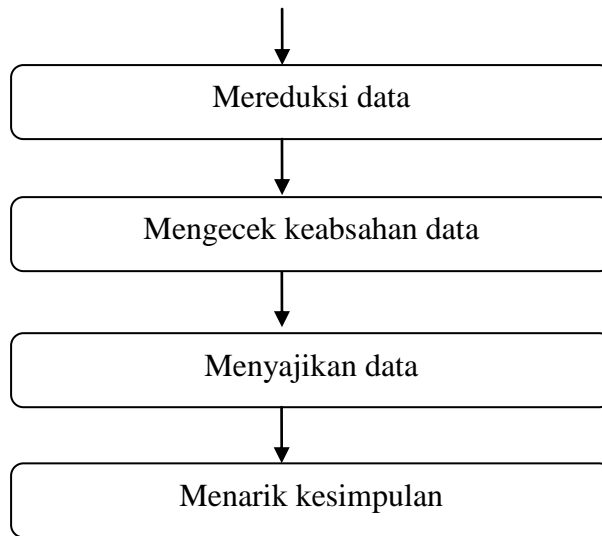 Mereduksi data
Mengecek keabsahan data
Menyajikan data
Menarik kesimpulan